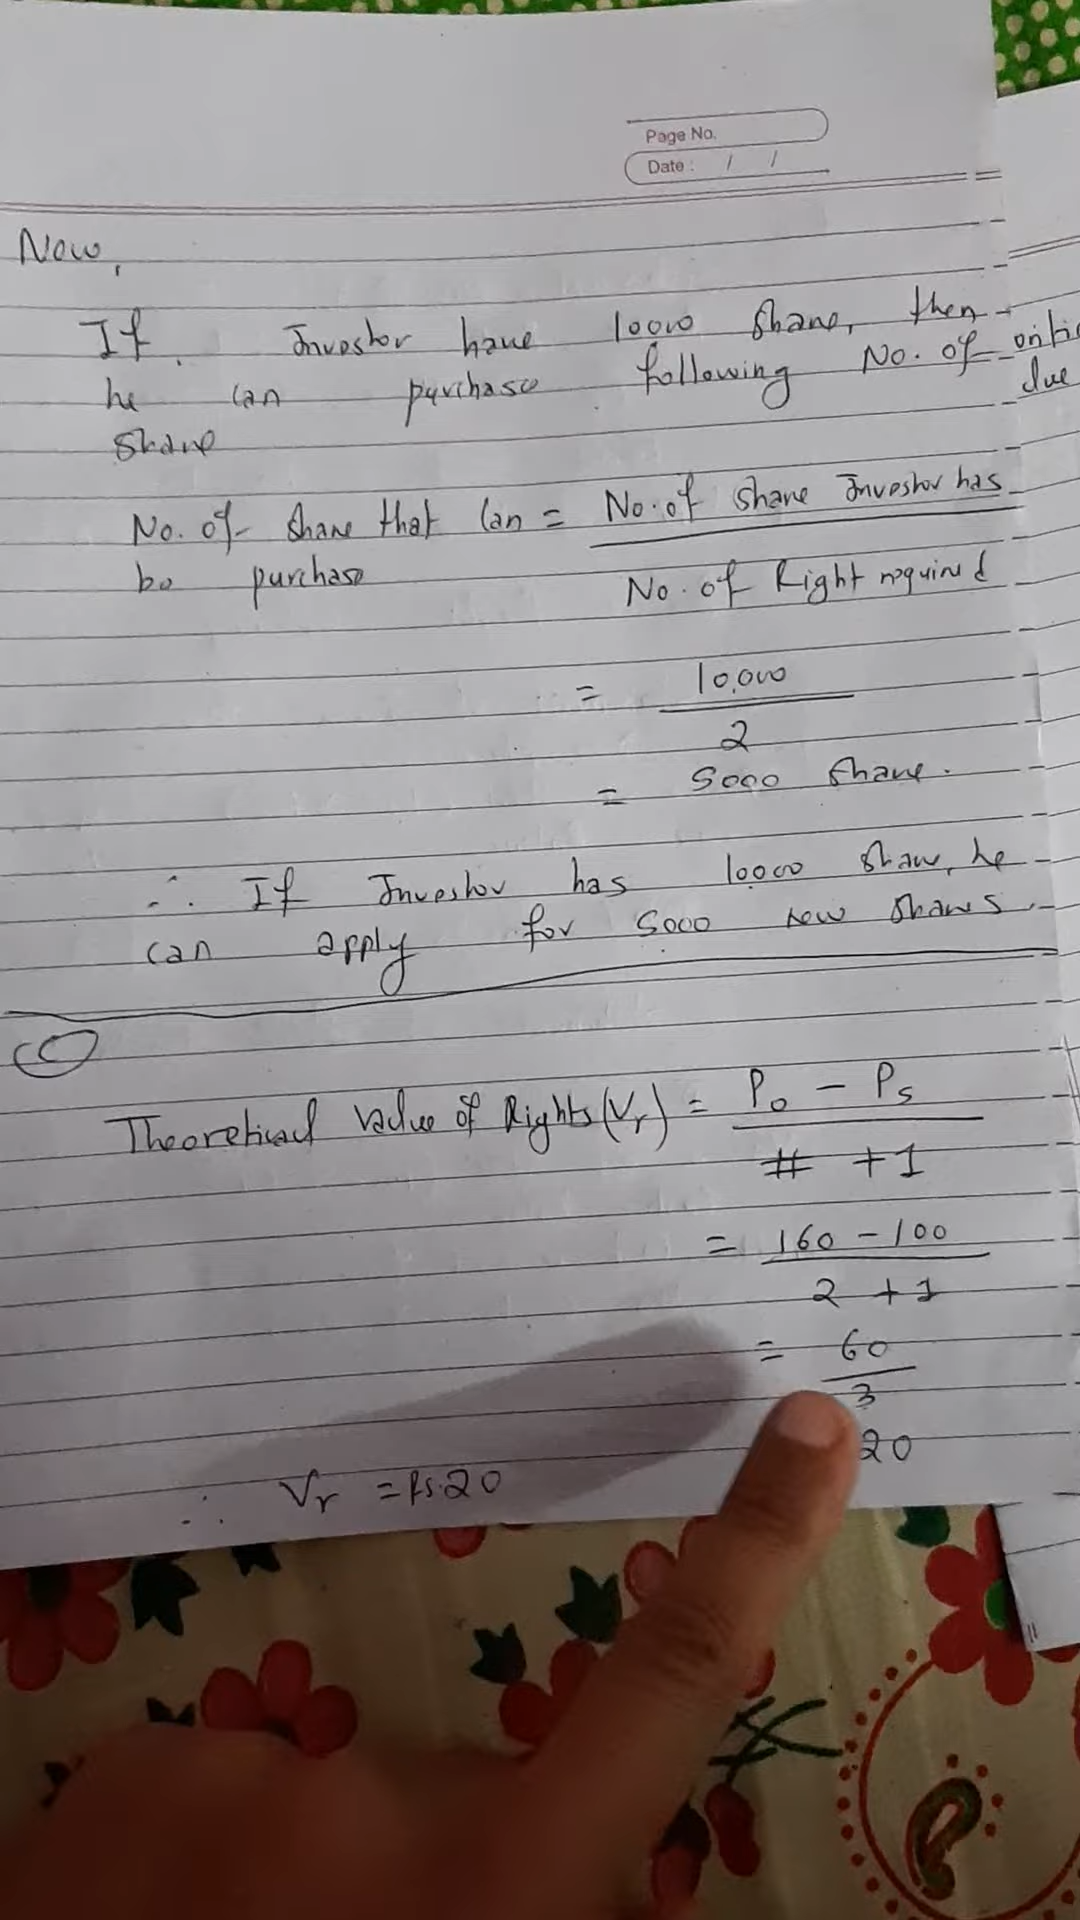 Page No.
Date : / /
Now,
If Investor have 10000 share, then
he can purchase following No. of
share
No. of share that can = No. of share Investor has
be purchase No. of Right required
= 10,000
2
= 5000 share.
∴ If Investor has 10000 share, he
can apply for 5000 new shares.
(C)
Theoretical value of Rights (Vr) = P₀ - Ps
# + 1
= 160 - 100
2 + 1
= 60
3
20
∴ Vr = Rs. 20
due